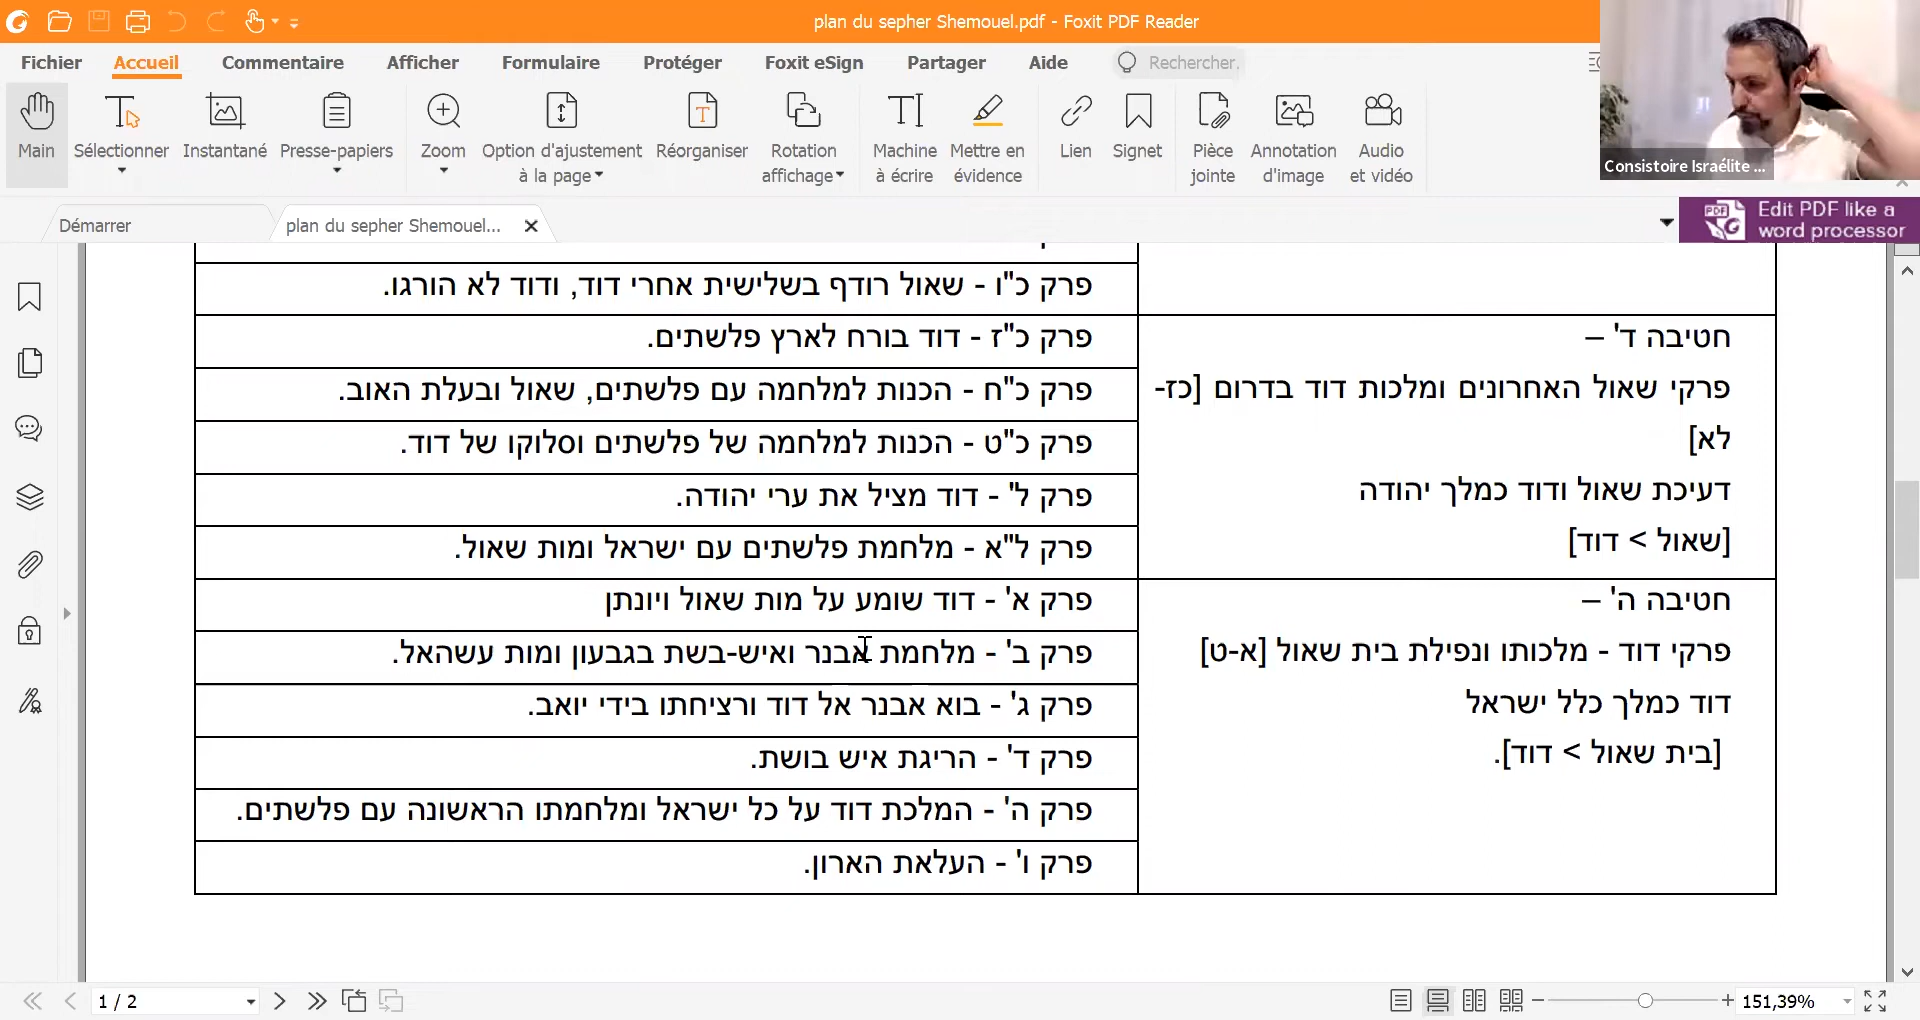 plan du sepher Shemouel.pdf - Foxit PDF Reader
Fichier Accueil Commentaire Afficher Formulaire Protéger Foxit eSign Partager Aide Rechercher.
Main Sélectionner Instantané Presse-papiers Zoom Option d'ajustement à la page Réorganiser Rotation affichage Machine à écrire Mettre en évidence Lien Signet Pièce jointe Annotation d'image Audio et vidéo
Consistoire Israélite ...
Démarrer plan du sepher Shemouel...
Edit PDF like a
word processor
פרק כ"ו - שאול רודף בשלישית אחרי דוד, ודוד לא הורגו.
חטיבה ד' –
פרקי שאול האחרונים ומלכות דוד בדרום [כז-
לא]
דעיכת שאול ודוד כמלך יהודה
[שאול > דוד]
פרק כ"ז - דוד בורח לארץ פלשתים.
פרק כ"ח - הכנות למלחמה עם פלשתים, שאול ובעלת האוב.
פרק כ"ט - הכנות למלחמה של פלשתים וסלוקו של דוד.
פרק ל' - דוד מציל את ערי יהודה.
פרק ל"א - מלחמת פלשתים עם ישראל ומות שאול.
חטיבה ה' –
פרקי דוד - מלכותו ונפילת בית שאול [א-ט]
דוד כמלך כלל ישראל
[בית שאול > דוד].
פרק א' - דוד שומע על מות שאול ויונתן
פרק ב' - מלחמת אבנר ואיש-בשת בגבעון ומות עשהאל.
פרק ג' - בוא אבנר אל דוד ורציחתו בידי יואב.
פרק ד' - הריגת איש בושת.
פרק ה' - המלכת דוד על כל ישראל ומלחמתו הראשונה עם פלשתים.
פרק ו' - העלאת הארון.
1 / 2
151,39%